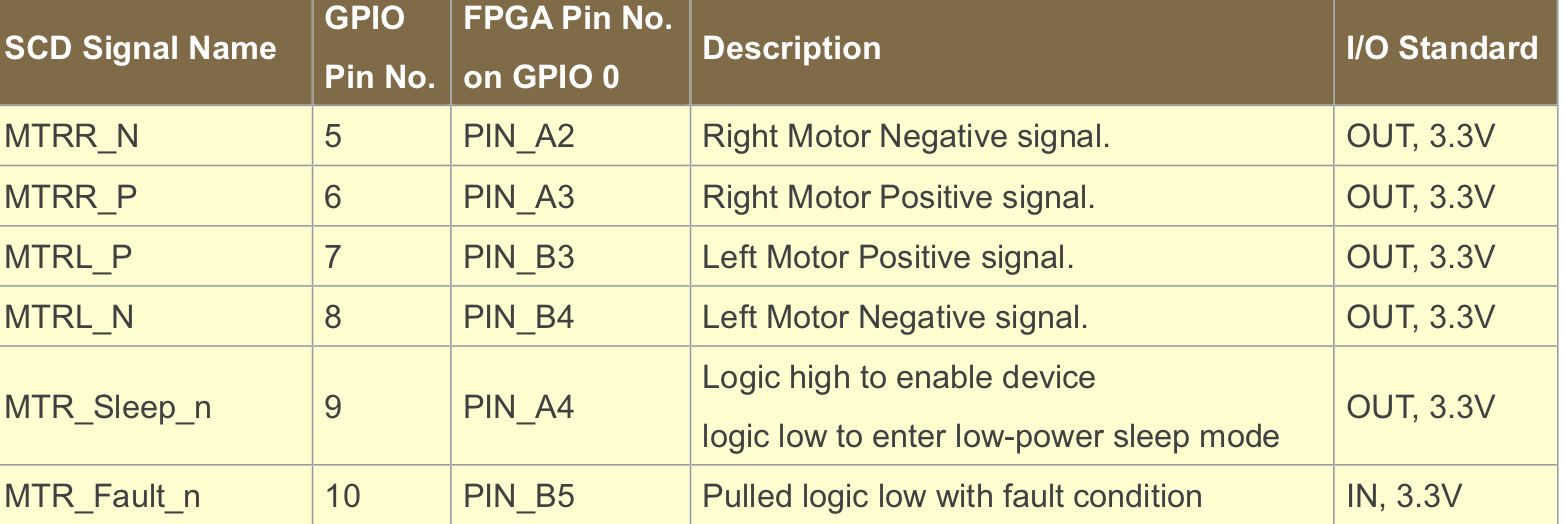 SCD Signal Name GPIO Pin No. FPGA Pin No. on GPIO 0 Description I/O Standard
MTRR_N 5 PIN_A2 Right Motor Negative signal. OUT, 3.3V
MTRR_P 6 PIN_A3 Right Motor Positive signal. OUT, 3.3V
MTRL_P 7 PIN_B3 Left Motor Positive signal. OUT, 3.3V
MTRL_N 8 PIN_B4 Left Motor Negative signal. OUT, 3.3V
MTR_Sleep_n 9 PIN_A4 Logic high to enable device
logic low to enter low-power sleep mode OUT, 3.3V
MTR_Fault_n 10 PIN_B5 Pulled logic low with fault condition IN, 3.3V